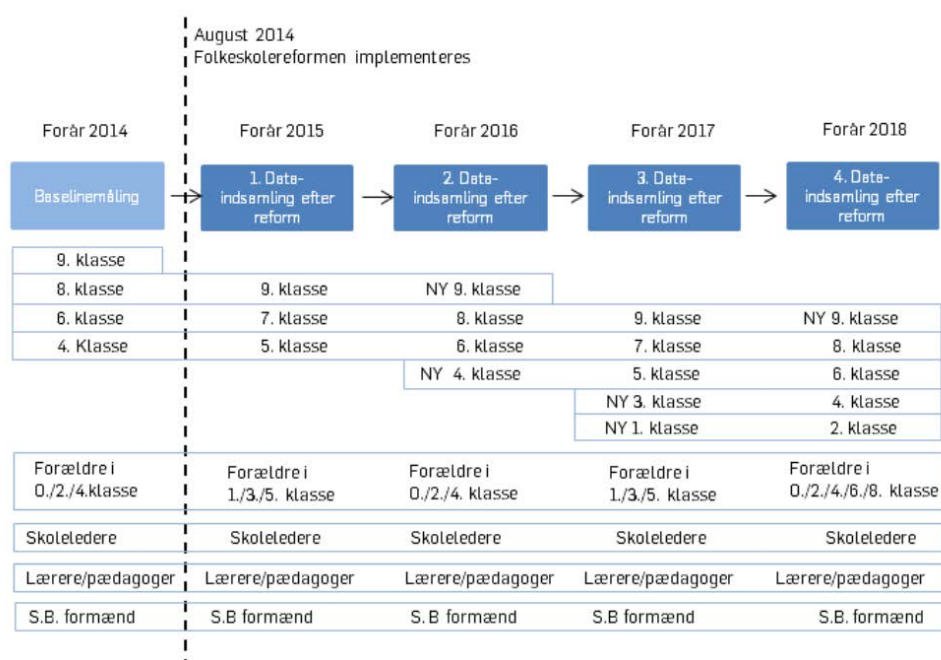 August 2014
Folkeskolereformen implementeres
Forår 2014 Forår 2015 Forår 2016 Forår 2017 Forår 2018
Baselinemåling
1. Data-
indsamling efter
reform
2. Data-
indsamling efter
reform
3. Data-
indsamling efter
reform
4. Data-
indsamling efter
reform
9. klasse
8. klasse 9. klasse NY 9. klasse
6. klasse 7. klasse 8. klasse 9. klasse NY 9. klasse
4. Klasse 5. klasse 6. klasse 7. klasse 8. klasse
NY 4. klasse 5. klasse 6. klasse
NY 3. klasse 4. klasse
NY 1. klasse 2. klasse
Forældre i
0./2./4.klasse
Forældre i
1./3./5. klasse
Forældre i
0./2./4. klasse
Forældre i
1./3./5. klasse
Forældre i
0./2./4./6./8. klasse
Skoleledere Skoleledere Skoleledere Skoleledere Skoleledere
Lærere/pædagoger Lærere/pædagoger Lærere/pædagoger Lærere/pædagoger Lærere/pædagoger
S.B. formænd S.B formænd S. B formænd S.B formænd S.B. formænd